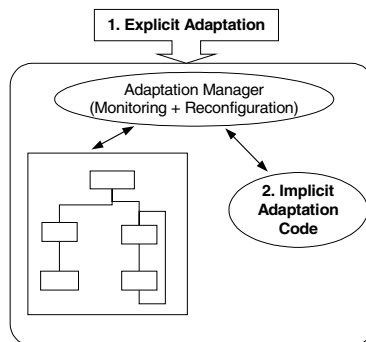 1. Explicit Adaptation
Adaptation Manager
(Monitoring + Reconfiguration)
2. Implicit
Adaptation
Code